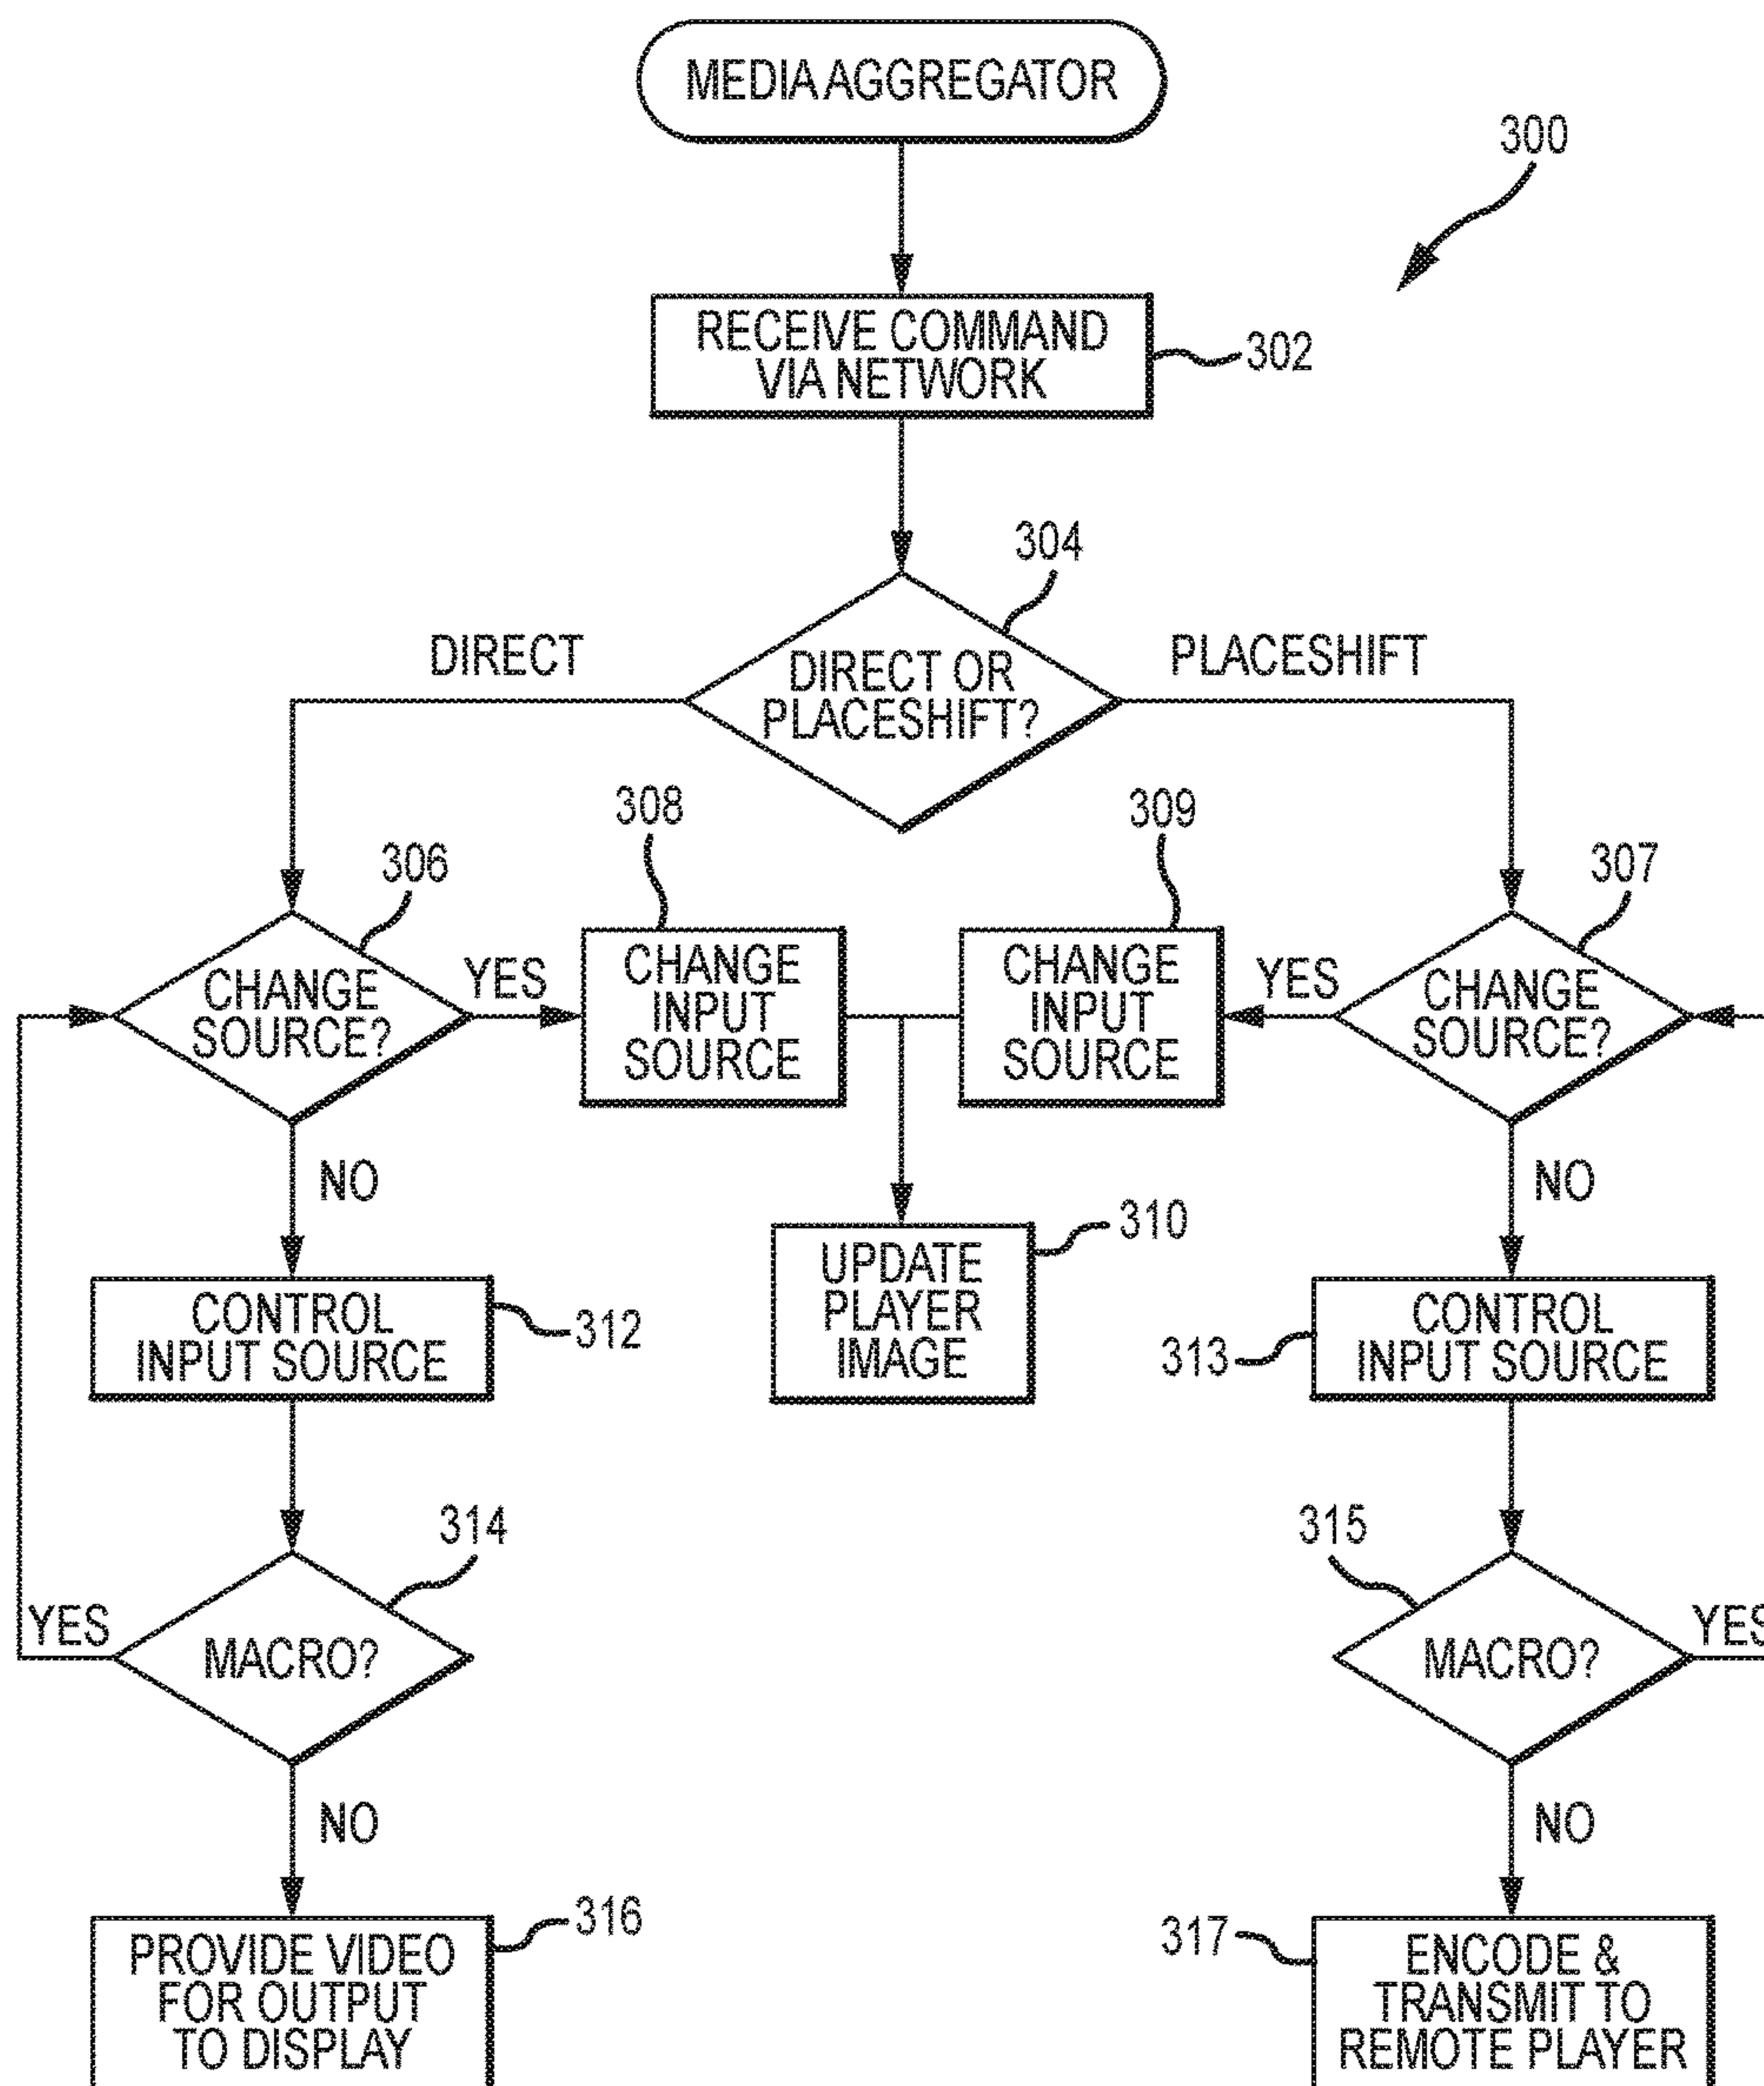 MEDIA AGGREGATOR
300
RECEIVE COMMAND
VIA NETWORK
302
304
DIRECT
DIRECT OR
PLACESHIFT?
PLACESHIFT
308
309
306
307
CHANGE
SOURCE?
YES
CHANGE
INPUT
SOURCE
CHANGE
INPUT
SOURCE
YES
CHANGE
SOURCE?
NO
NO
310
UPDATE
PLAYER
IMAGE
CONTROL
INPUT SOURCE
312
313
CONTROL
INPUT SOURCE
314
315
YES
MACRO?
MACRO?
YES
NO
NO
316
PROVIDE VIDEO
FOR OUTPUT
TO DISPLAY
317
ENCODE &
TRANSMIT TO
REMOTE PLAYER